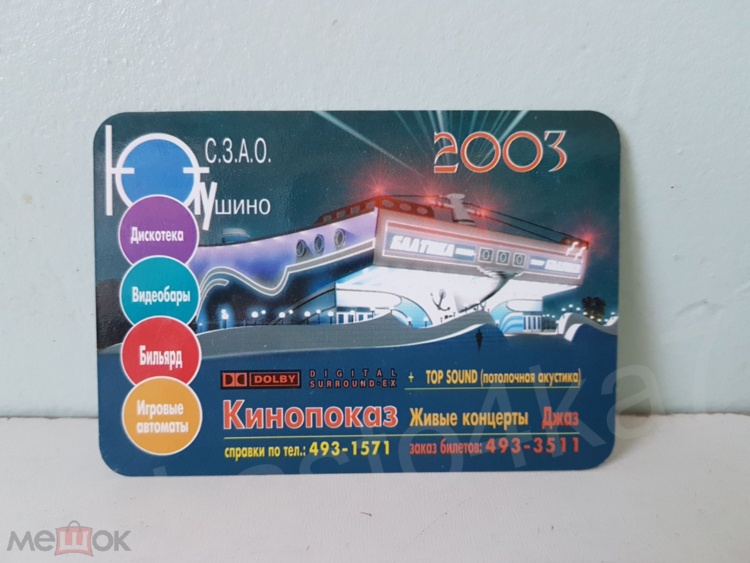 С.З.А.О.
2003
Ю. Тушино
Дискотека
БАЛТИКА
Видеобары
Бильярд
DOLBY DIGITAL
SURROUND·EX
+ TOP SOUND (потолочная акустика)
Игровые
автоматы
Кинопоказ Живые концерты Джаз
справки по тел.: 493-1571 заказ билетов: 493-3511
мешок